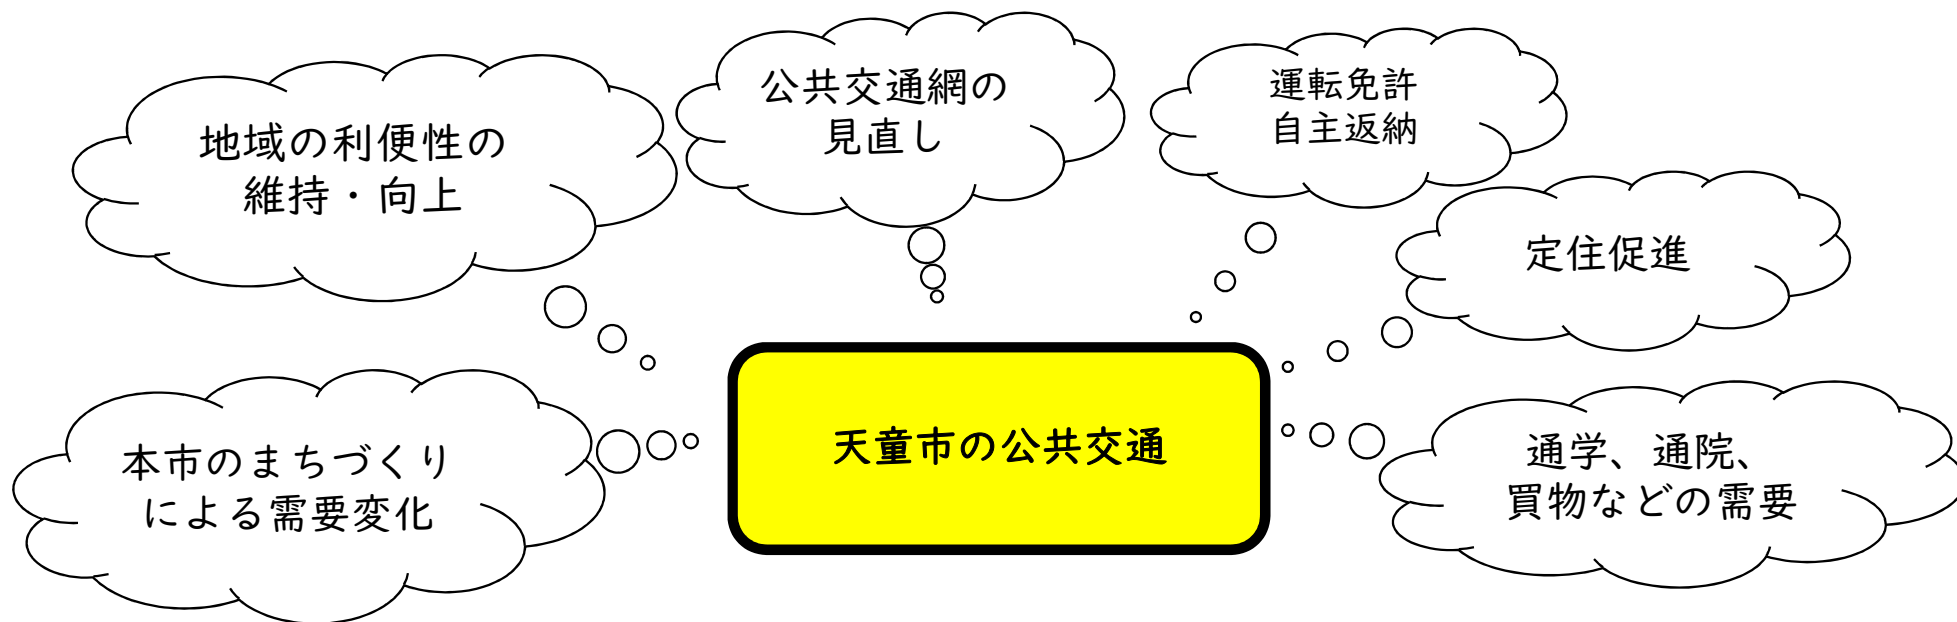 地域の利便性の
維持・向上
公共交通網の
見直し
運転免許
自主返納
定住促進
本市のまちづくり
による需要変化
天童市の公共交通
通学、通院、
買物などの需要